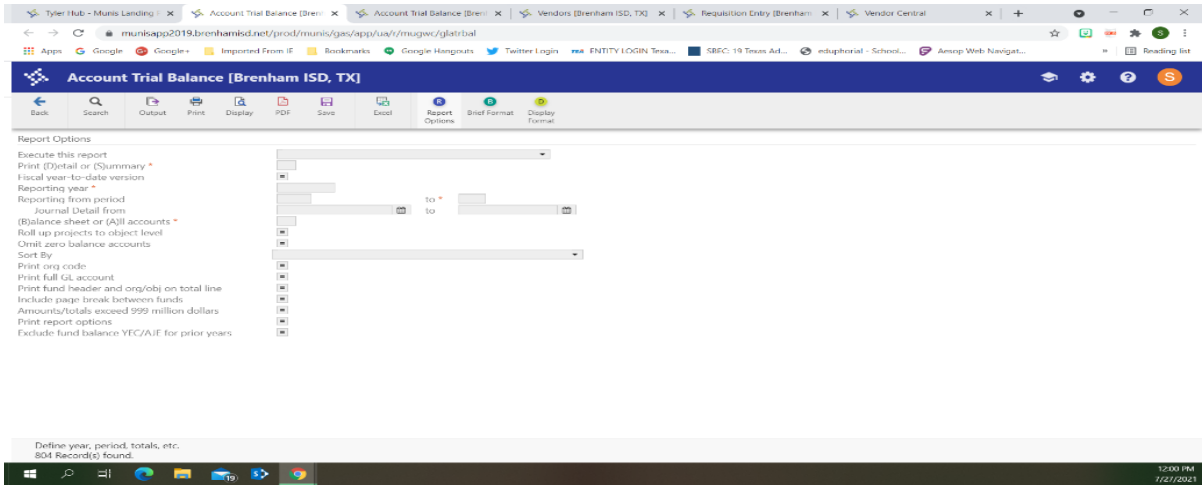 Tyler Hub - Munis Landing P
Account Trial Balance [Bren
Account Trial Balance [Bren
Vendors [Brenham ISD, TX]
Requisition Entry [Brenham
Vendor Central
munisapp2019.brenhamisd.net/prod/munis/gas/app/ua/r/mugwc/glatrbal
Apps
Google
Google+
Imported From IE
Bookmarks
Google Hangouts
Twitter Login
ENTITY LOGIN Texa...
SBEC: 19 Texas Ad...
eduphoria! - School...
Aesop Web Navigat...
Reading list
Account Trial Balance [Brenham ISD, TX]
Back
Search
Output
Print
Display
PDF
Save
Excel
Report Options
Brief Format
Display Format
Report Options
Execute this report
Print (D)etail or (S)ummary *
Fiscal year-to-date version
Reporting year *
Reporting from period to *
Journal Detail from to
(B)alance sheet or (A)ll accounts *
Roll up projects to object level
Omit zero balance accounts
Sort By
Print org code
Print full GL account
Print fund header and org/obj on total line
Include page break between funds
Amounts/totals exceed 999 million dollars
Print report options
Exclude fund balance YEC/AJE for prior years
Define year, period, totals, etc.
804 Record(s) found.
19
12:00 PM
7/27/2021